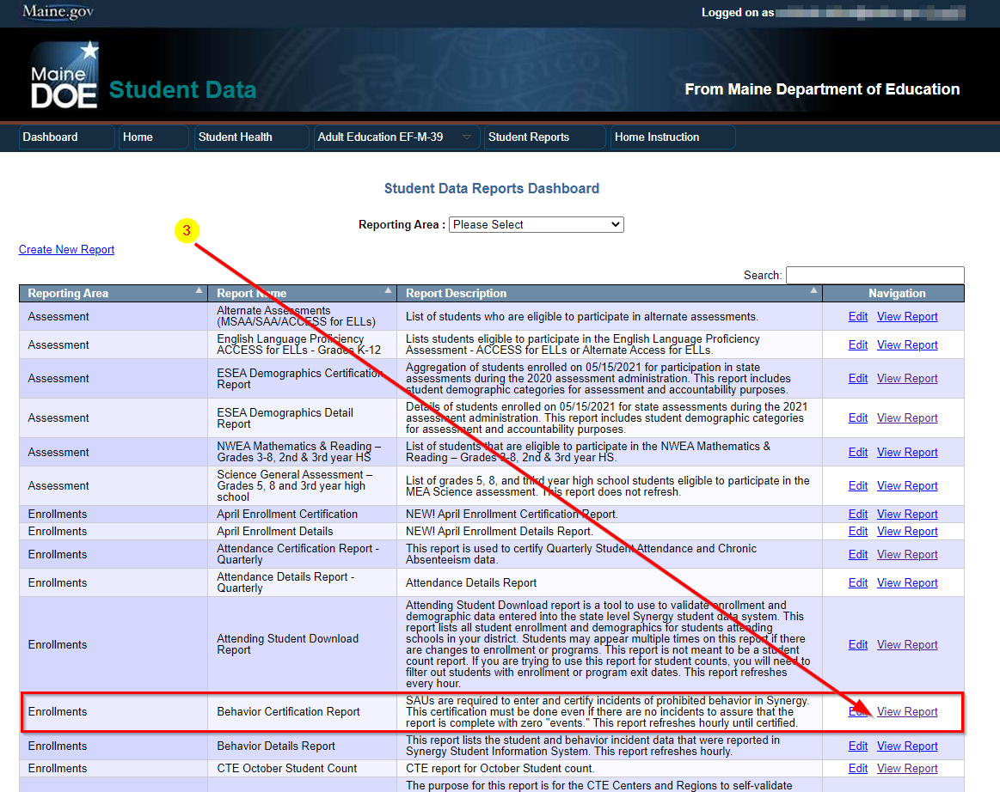 Maine.gov
Logged on as
DIRIGO
Maine
DOE
Student Data
From Maine Department of Education
Dashboard Home Student Health Adult Education EF-M-39 Student Reports Home Instruction
Student Data Reports Dashboard
Reporting Area : Please Select
3
Create New Report
Search:
Reporting Area Report Name Report Description Navigation
Assessment
Alternate Assessments
(MSAA/SAA/ACCESS for ELLs)
List of students who are eligible to participate in alternate assessments.
Edit View Report
Assessment
English Language Proficiency
ACCESS for ELLs - Grades K-12
Lists students eligible to participate in the English Language Proficiency
Assessment - ACCESS for ELLs or Alternate Access for ELLs.
Edit View Report
Assessment
ESEA Demographics Certification
Report
Aggregation of students enrolled on 05/15/2021 for participation in state
assessments during the 2020 assessment administration. This report includes
student demographic categories for assessment and accountability purposes.
Edit View Report
Assessment
ESEA Demographics Detail
Report
Details of students enrolled on 05/15/2021 for state assessments during the 2021
assessment administration. This report includes student demographic categories
for assessment and accountability purposes.
Edit View Report
Assessment
NWEA Mathematics & Reading –
Grades 3-8, 2nd & 3rd year HS
List of students that are eligible to participate in the NWEA Mathematics &
Reading – Grades 3-8, 2nd & 3rd year HS.
Edit View Report
Assessment
Science General Assessment –
Grades 5, 8 and 3rd year high
school
List of grades 5, 8, and third year high school students eligible to participate in the
MEA Science assessment. This report does not refresh.
Edit View Report
Enrollments
April Enrollment Certification
NEW! April Enrollment Certification Report.
Edit View Report
Enrollments
April Enrollment Details
NEW! April Enrollment Details Report.
Edit View Report
Enrollments
Attendance Certification Report -
Quarterly
This report is used to certify Quarterly Student Attendance and Chronic
Absenteeism data.
Edit View Report
Enrollments
Attendance Details Report -
Quarterly
Attendance Details Report
Edit View Report
Enrollments
Attending Student Download
Report
Attending Student Download report is a tool to use to validate enrollment and
demographic data entered into the state level Synergy student data system. This
report lists all student enrollment and demographics for students attending
schools in your district. Students may appear multiple times on this report if there
are changes to enrollment or programs. This report is not meant to be a student
count report. If you are trying to use this report for student counts, you will need to
filter out students with enrollment or program exit dates. This report refreshes
every hour.
Edit View Report
Enrollments
Behavior Certification Report
SAUs are required to enter and certify incidents of prohibited behavior in Synergy.
This certification must be done even if there are no incidents to assure that the
report is complete with zero "events." This report refreshes hourly until certified.
Edit View Report
Enrollments
Behavior Details Report
This report lists the student and behavior incident data that were reported in
Synergy Student Information System. This report refreshes hourly.
Edit View Report
Enrollments
CTE October Student Count
CTE report for October Student count.
Edit View Report
The purpose for this report is for the CTE Centers and Regions to self-validate